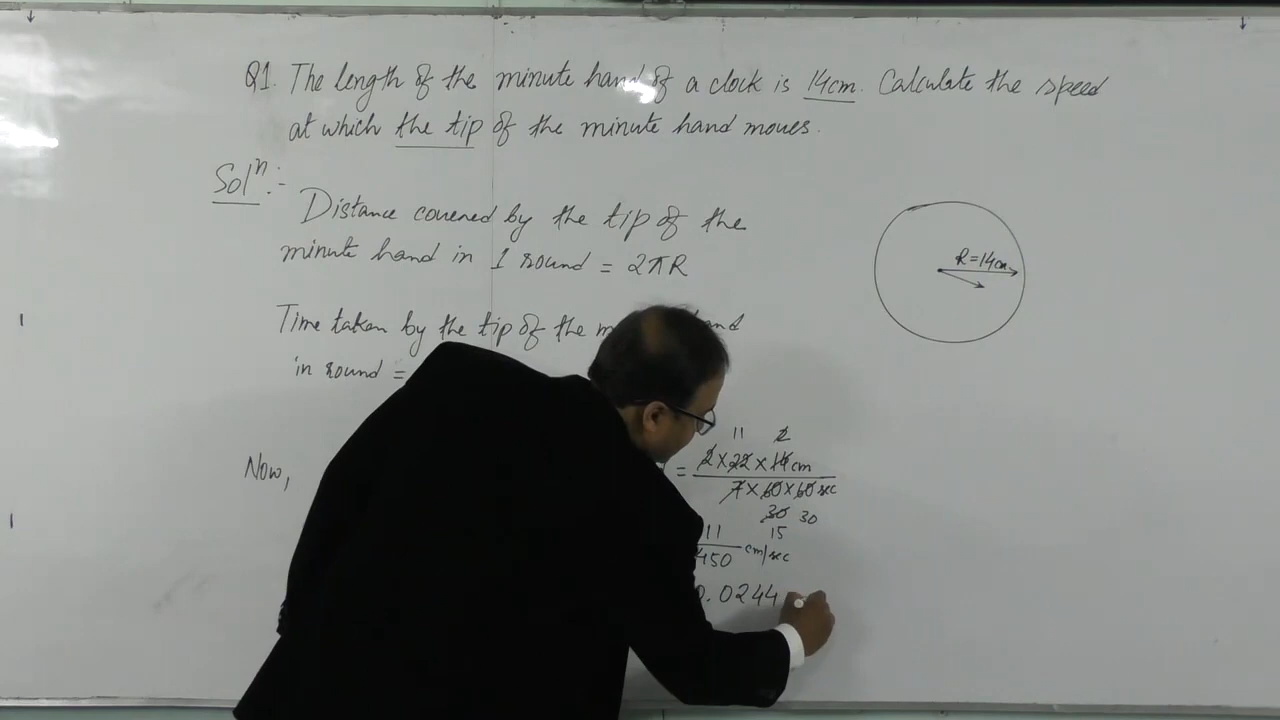 Q1. The length of the minute hand of a clock is 14cm. Calculate the speed
at which the tip of the minute hand moves.
Solⁿ:-
Distance covered by the tip of the
minute hand in 1 round = 2πR
R=14cm
Time taken by the tip of the hand
in round =
Now,
11 2
= 2×22×14cm
7×60×60sec
30 30
11 15
450 cm/sec
0.0244